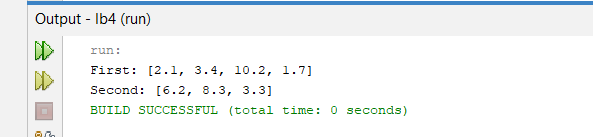 Output - lb4 (run)
run:
First: [2.1, 3.4, 10.2, 1.7]
Second: [6.2, 8.3, 3.3]
BUILD SUCCESSFUL (total time: 0 seconds)